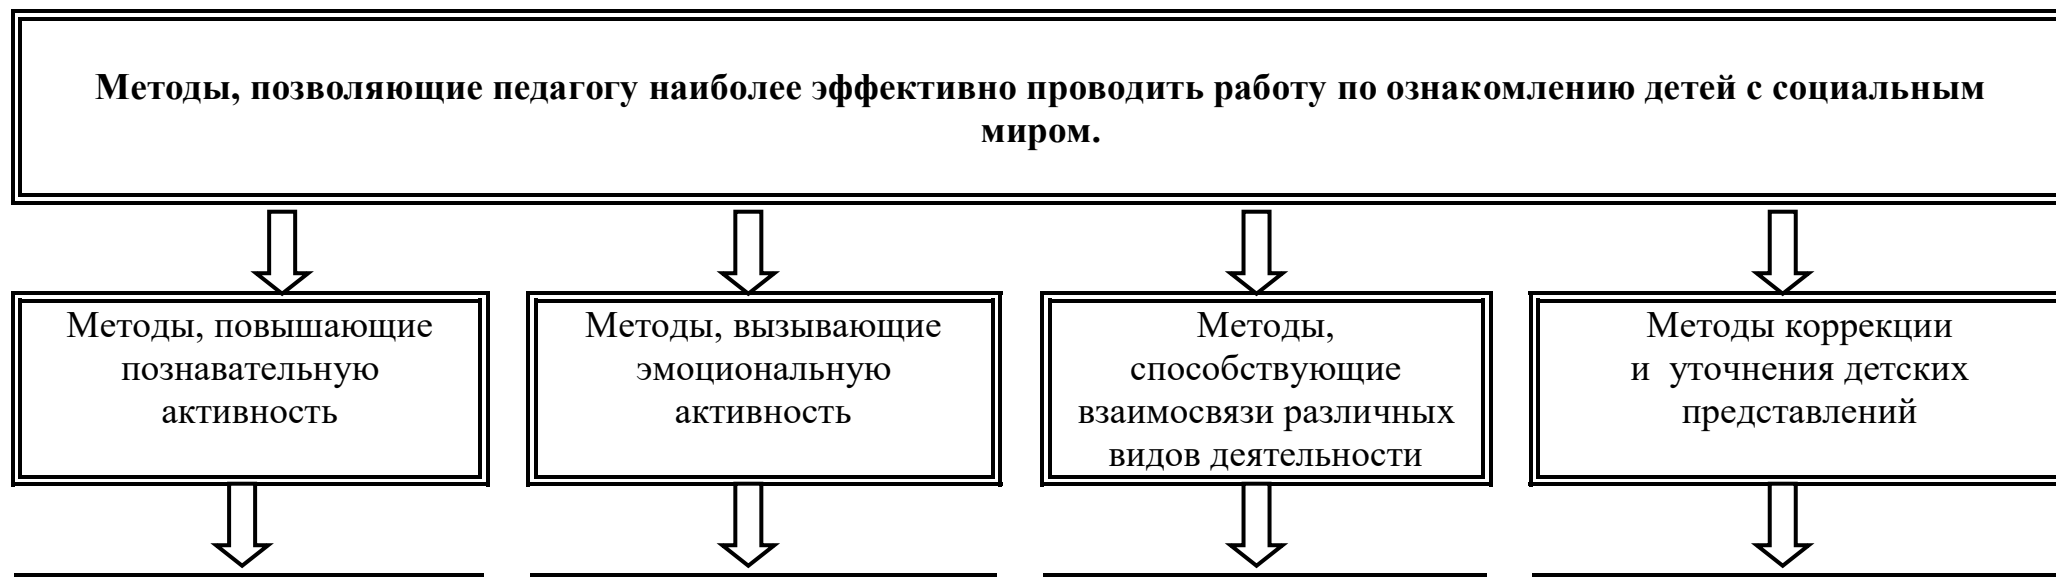 Методы, позволяющие педагогу наиболее эффективно проводить работу по ознакомлению детей с социальным
миром.
Методы, повышающие
познавательную
активность
Методы, вызывающие
эмоциональную
активность
Методы,
способствующие
взаимосвязи различных
видов деятельности
Методы коррекции
и уточнения детских
представлений